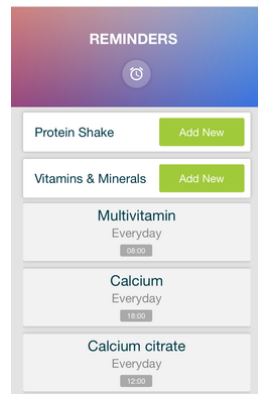 REMINDERS
Protein Shake Add New
Vitamins & Minerals Add New
Multivitamin
Everyday
08:00
Calcium
Everyday
18:00
Calcium citrate
Everyday
12:00